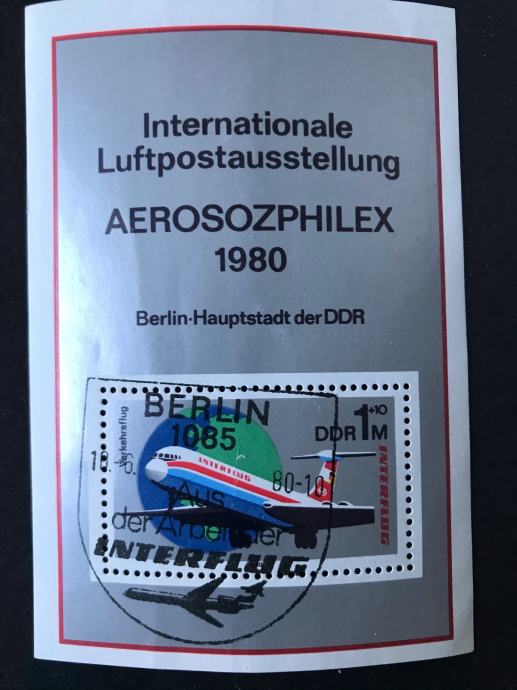 Internationale
Luftpostausstellung
AEROSOZPHILEX
1980
Berlin·Hauptstadt der DDR
BERLIN
1085
Verkehrsflug
DDR 1+10 M
INTERFLUG
INTERFLUG
80-10
Aus
der Arbeit der
INTERFLUG